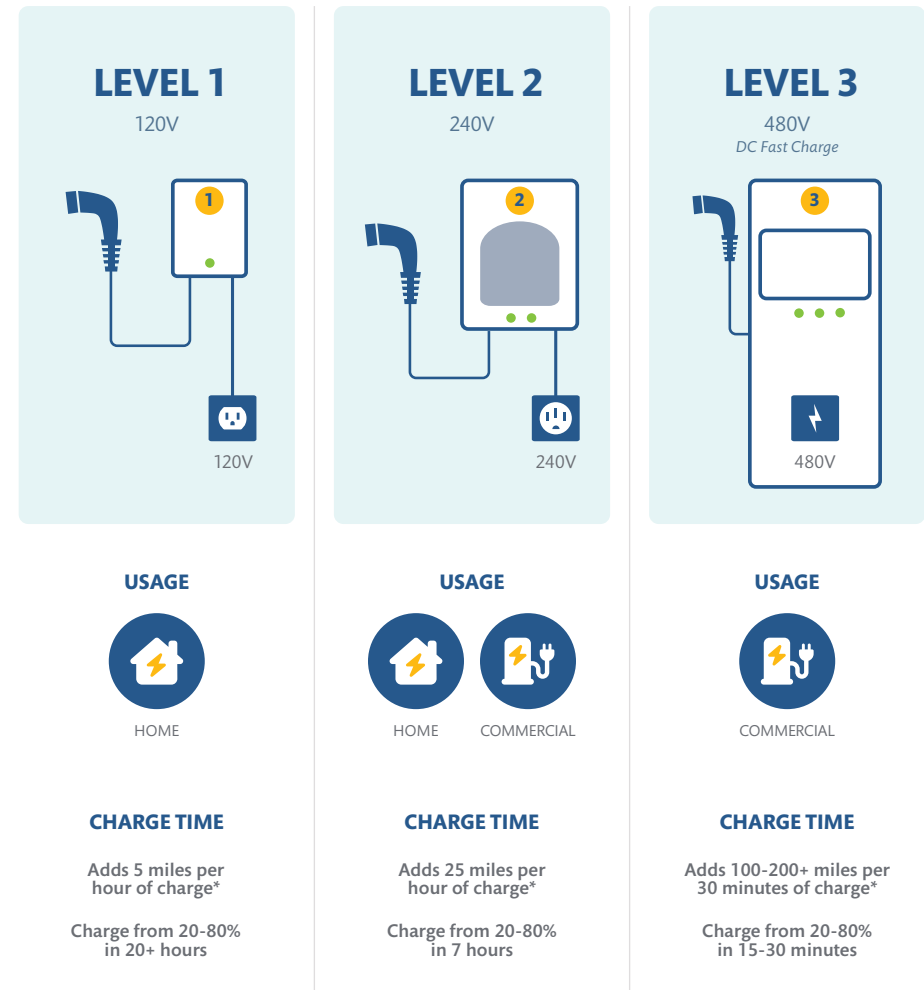 LEVEL 1
120V
1
120V
USAGE
HOME
CHARGE TIME
Adds 5 miles per
hour of charge*
Charge from 20-80%
in 20+ hours
LEVEL 2
240V
2
240V
USAGE
HOME
COMMERCIAL
CHARGE TIME
Adds 25 miles per
hour of charge*
Charge from 20-80%
in 7 hours
LEVEL 3
480V
DC Fast Charge
3
480V
USAGE
COMMERCIAL
CHARGE TIME
Adds 100-200+ miles per
30 minutes of charge*
Charge from 20-80%
in 15-30 minutes